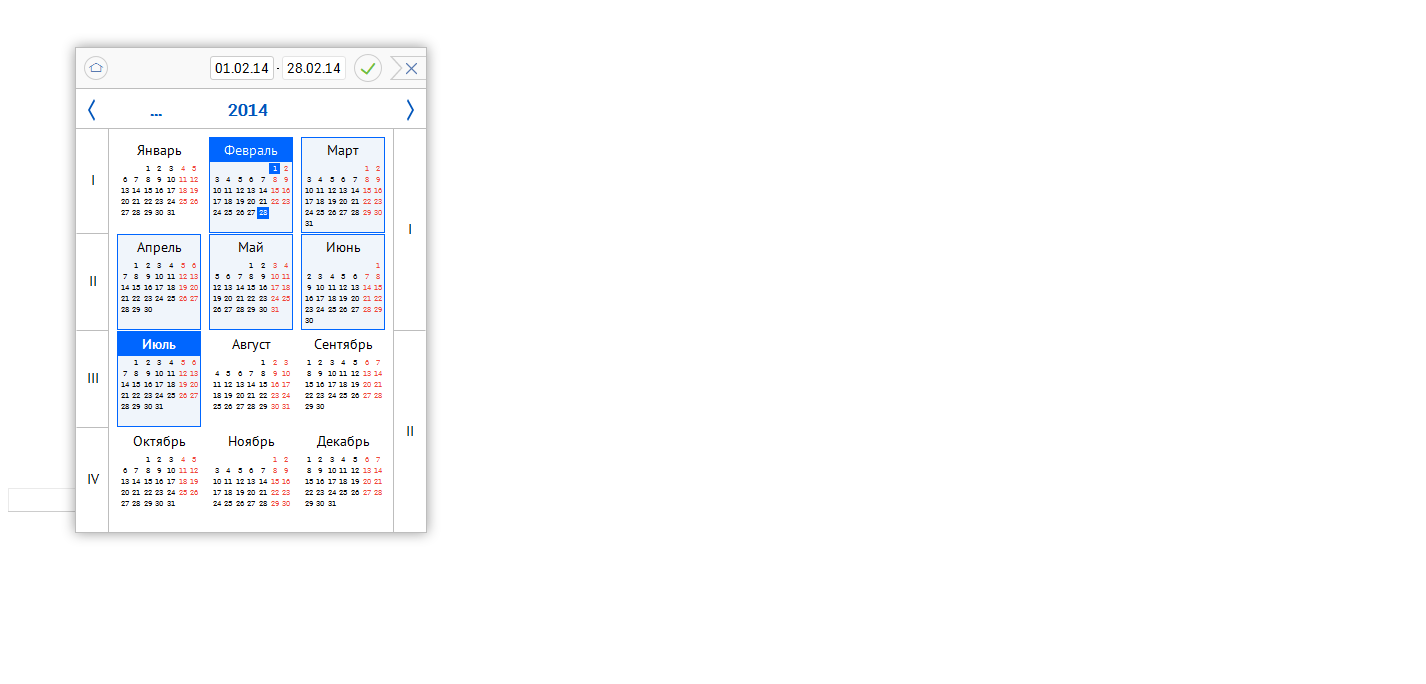 01.02.14 - 28.02.14
... 2014
I
II
III
IV
Январь
1 2 3 4 5
6 7 8 9 10 11 12
13 14 15 16 17 18 19
20 21 22 23 24 25 26
27 28 29 30 31
Февраль
1 2
3 4 5 6 7 8 9
10 11 12 13 14 15 16
17 18 19 20 21 22 23
24 25 26 27 28
Март
1 2
3 4 5 6 7 8 9
10 11 12 13 14 15 16
17 18 19 20 21 22 23
24 25 26 27 28 29 30
31
Апрель
1 2 3 4 5 6
7 8 9 10 11 12 13
14 15 16 17 18 19 20
21 22 23 24 25 26 27
28 29 30
Май
1 2 3 4
5 6 7 8 9 10 11
12 13 14 15 16 17 18
19 20 21 22 23 24 25
26 27 28 29 30 31
Июнь
1
2 3 4 5 6 7 8
9 10 11 12 13 14 15
16 17 18 19 20 21 22
23 24 25 26 27 28 29
30
Июль
1 2 3 4 5 6
7 8 9 10 11 12 13
14 15 16 17 18 19 20
21 22 23 24 25 26 27
28 29 30 31
Август
1 2 3
4 5 6 7 8 9 10
11 12 13 14 15 16 17
18 19 20 21 22 23 24
25 26 27 28 29 30 31
Сентябрь
1 2 3 4 5 6 7
8 9 10 11 12 13 14
15 16 17 18 19 20 21
22 23 24 25 26 27 28
29 30
Октябрь
1 2 3 4 5
6 7 8 9 10 11 12
13 14 15 16 17 18 19
20 21 22 23 24 25 26
27 28 29 30 31
Ноябрь
1 2
3 4 5 6 7 8 9
10 11 12 13 14 15 16
17 18 19 20 21 22 23
24 25 26 27 28 29 30
Декабрь
1 2 3 4 5 6 7
8 9 10 11 12 13 14
15 16 17 18 19 20 21
22 23 24 25 26 27 28
29 30 31
I
II